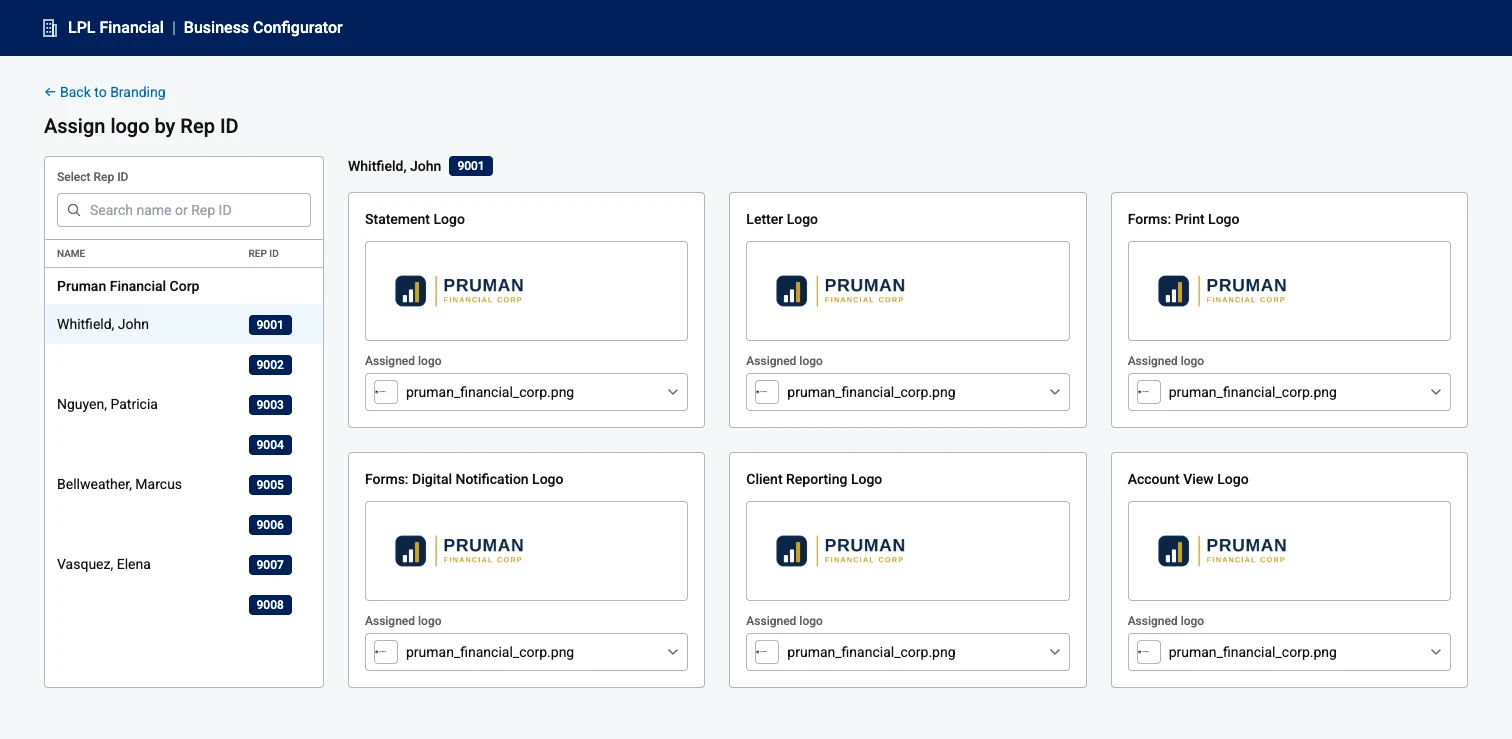 LPL Financial | Business Configurator
← Back to Branding
Assign logo by Rep ID
Select Rep ID
Search name or Rep ID
NAME REP ID
Pruman Financial Corp
Whitfield, John 9001
9002
Nguyen, Patricia 9003
9004
Bellweather, Marcus 9005
9006
Vasquez, Elena 9007
9008
Whitfield, John 9001
Statement Logo
PRUMAN
FINANCIAL CORP
Assigned logo
pruman_financial_corp.png
Letter Logo
PRUMAN
FINANCIAL CORP
Assigned logo
pruman_financial_corp.png
Forms: Print Logo
PRUMAN
FINANCIAL CORP
Assigned logo
pruman_financial_corp.png
Forms: Digital Notification Logo
PRUMAN
FINANCIAL CORP
Assigned logo
pruman_financial_corp.png
Client Reporting Logo
PRUMAN
FINANCIAL CORP
Assigned logo
pruman_financial_corp.png
Account View Logo
PRUMAN
FINANCIAL CORP
Assigned logo
pruman_financial_corp.png